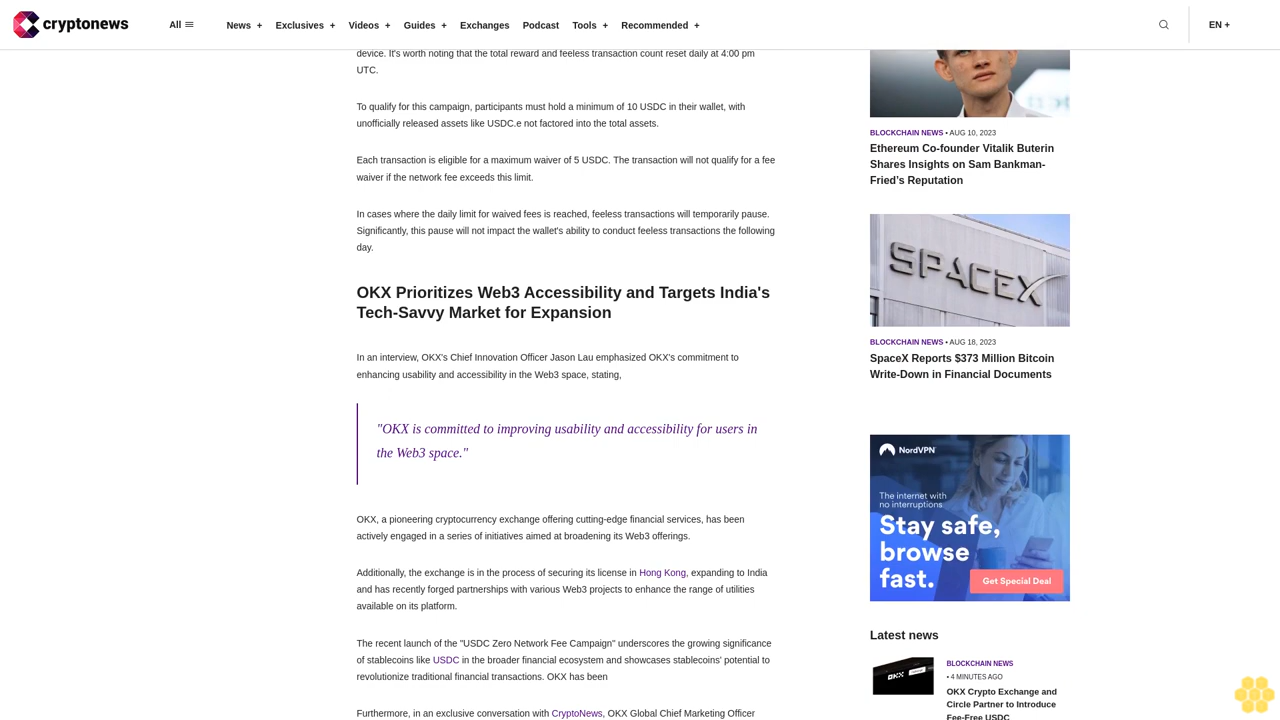 cryptonews
All
News +
Exclusives +
Videos +
Guides +
Exchanges
Podcast
Tools +
Recommended +
EN +
device. It's worth noting that the total reward and feeless transaction count reset daily at 4:00 pm
UTC.
To qualify for this campaign, participants must hold a minimum of 10 USDC in their wallet, with
unofficially released assets like USDC.e not factored into the total assets.
Each transaction is eligible for a maximum waiver of 5 USDC. The transaction will not qualify for a fee
waiver if the network fee exceeds this limit.
In cases where the daily limit for waived fees is reached, feeless transactions will temporarily pause.
Significantly, this pause will not impact the wallet's ability to conduct feeless transactions the following
day.
OKX Prioritizes Web3 Accessibility and Targets India's
Tech-Savvy Market for Expansion
In an interview, OKX's Chief Innovation Officer Jason Lau emphasized OKX's commitment to
enhancing usability and accessibility in the Web3 space, stating,
"OKX is committed to improving usability and accessibility for users in
the Web3 space."
OKX, a pioneering cryptocurrency exchange offering cutting-edge financial services, has been
actively engaged in a series of initiatives aimed at broadening its Web3 offerings.
Additionally, the exchange is in the process of securing its license in Hong Kong, expanding to India
and has recently forged partnerships with various Web3 projects to enhance the range of utilities
available on its platform.
The recent launch of the "USDC Zero Network Fee Campaign" underscores the growing significance
of stablecoins like USDC in the broader financial ecosystem and showcases stablecoins' potential to
revolutionize traditional financial transactions. OKX has been
Furthermore, in an exclusive conversation with CryptoNews, OKX Global Chief Marketing Officer
BLOCKCHAIN NEWS • AUG 10, 2023
Ethereum Co-founder Vitalik Buterin
Shares Insights on Sam Bankman-
Fried's Reputation
SPACEX
BLOCKCHAIN NEWS • AUG 18, 2023
SpaceX Reports $373 Million Bitcoin
Write-Down in Financial Documents
NordVPN
The internet with
no interruptions.
Stay safe,
browse
fast.
Get Special Deal
Latest news
OKX
BLOCKCHAIN NEWS
• 4 MINUTES AGO
OKX Crypto Exchange and
Circle Partner to Introduce
Fee-Free USDC